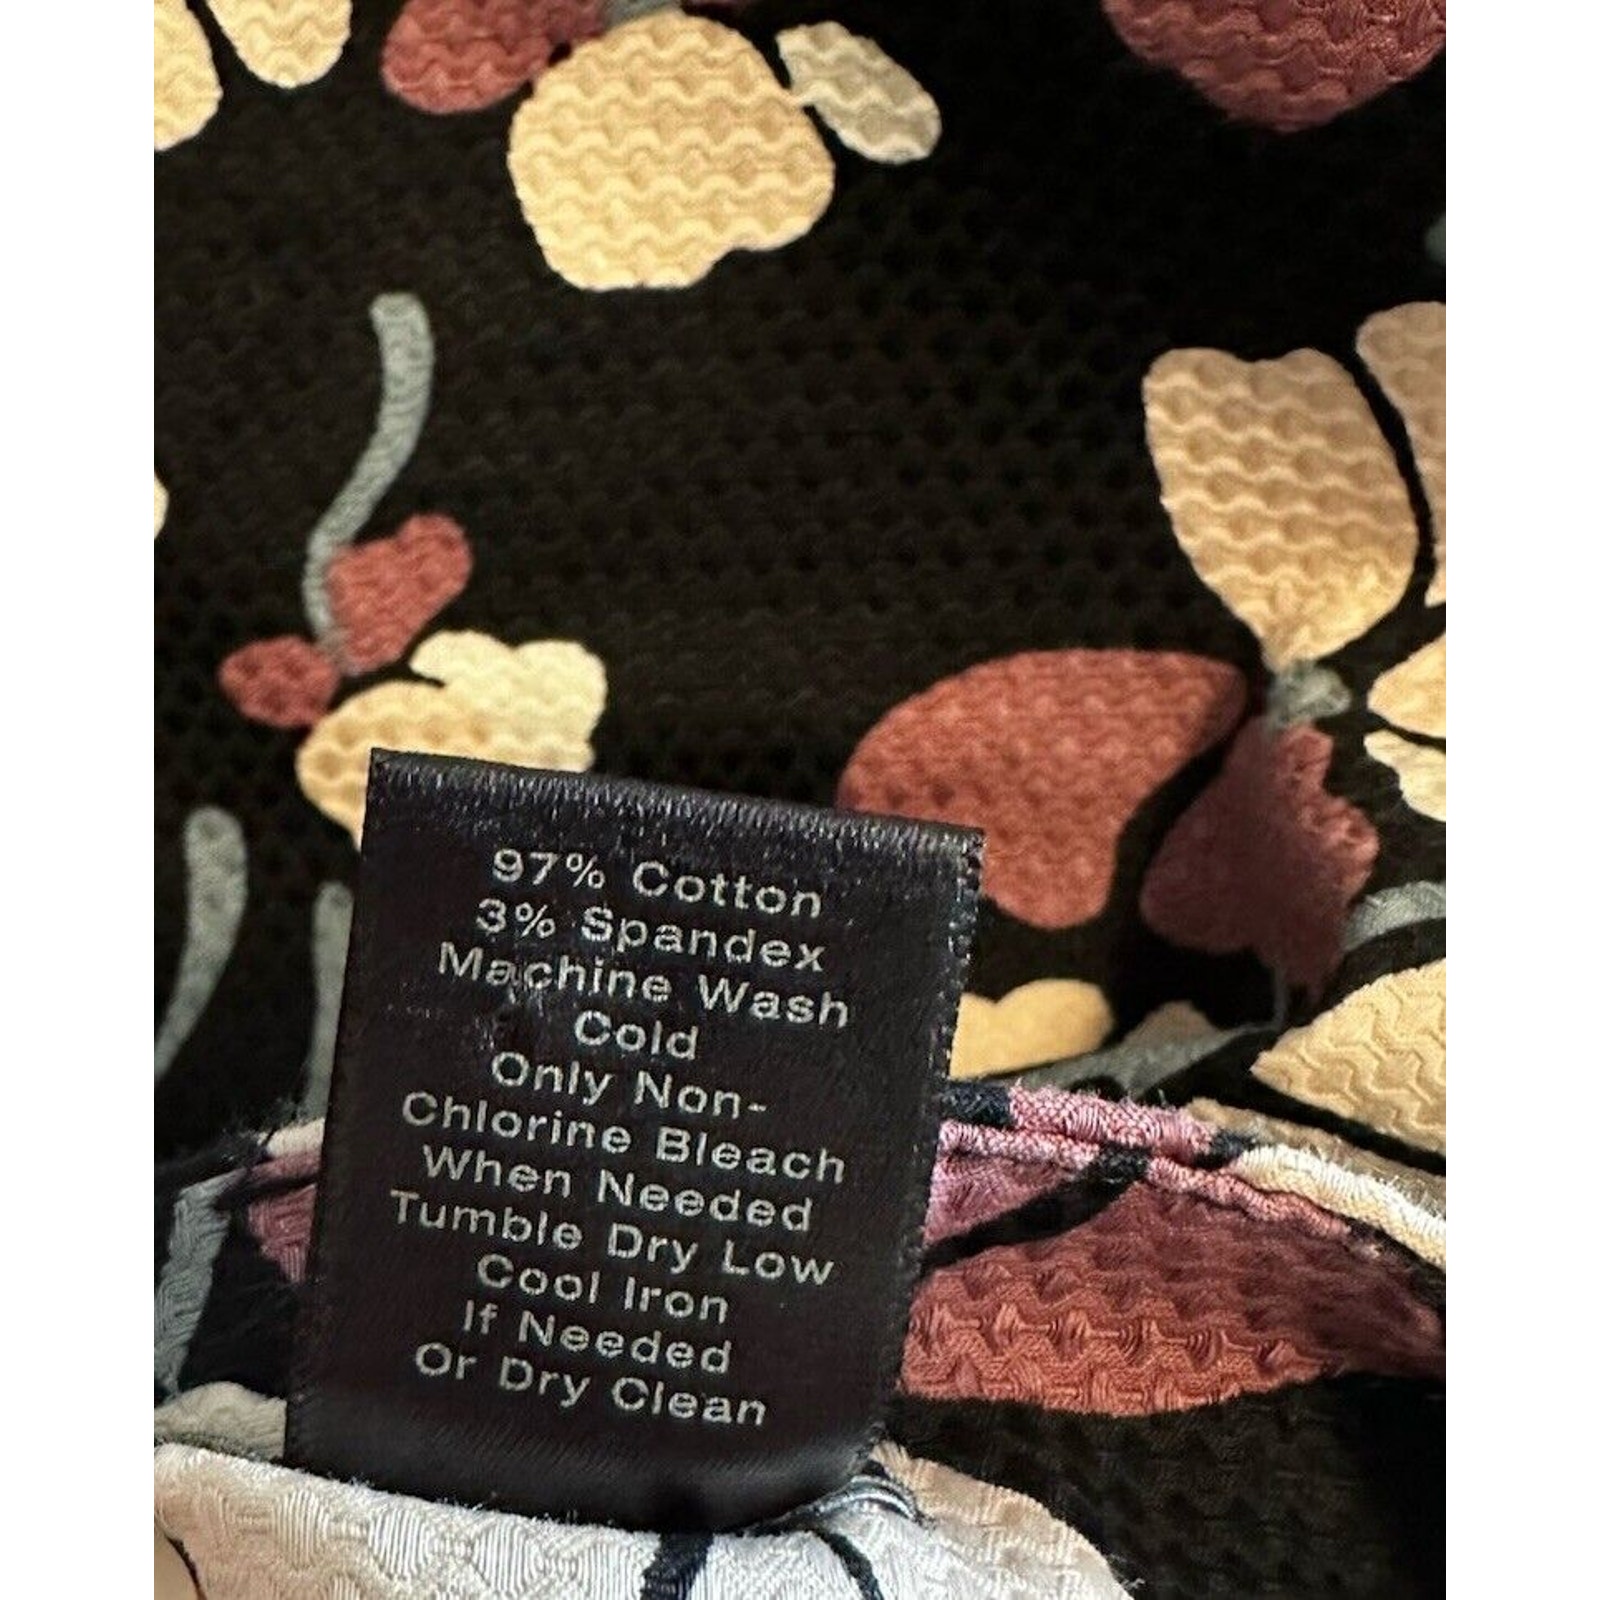 97% Cotton
3% Spandex
Machine Wash
Cold
Only Non-
Chlorine Bleach
When Needed
Tumble Dry Low
Cool Iron
If Needed
Or Dry Clean